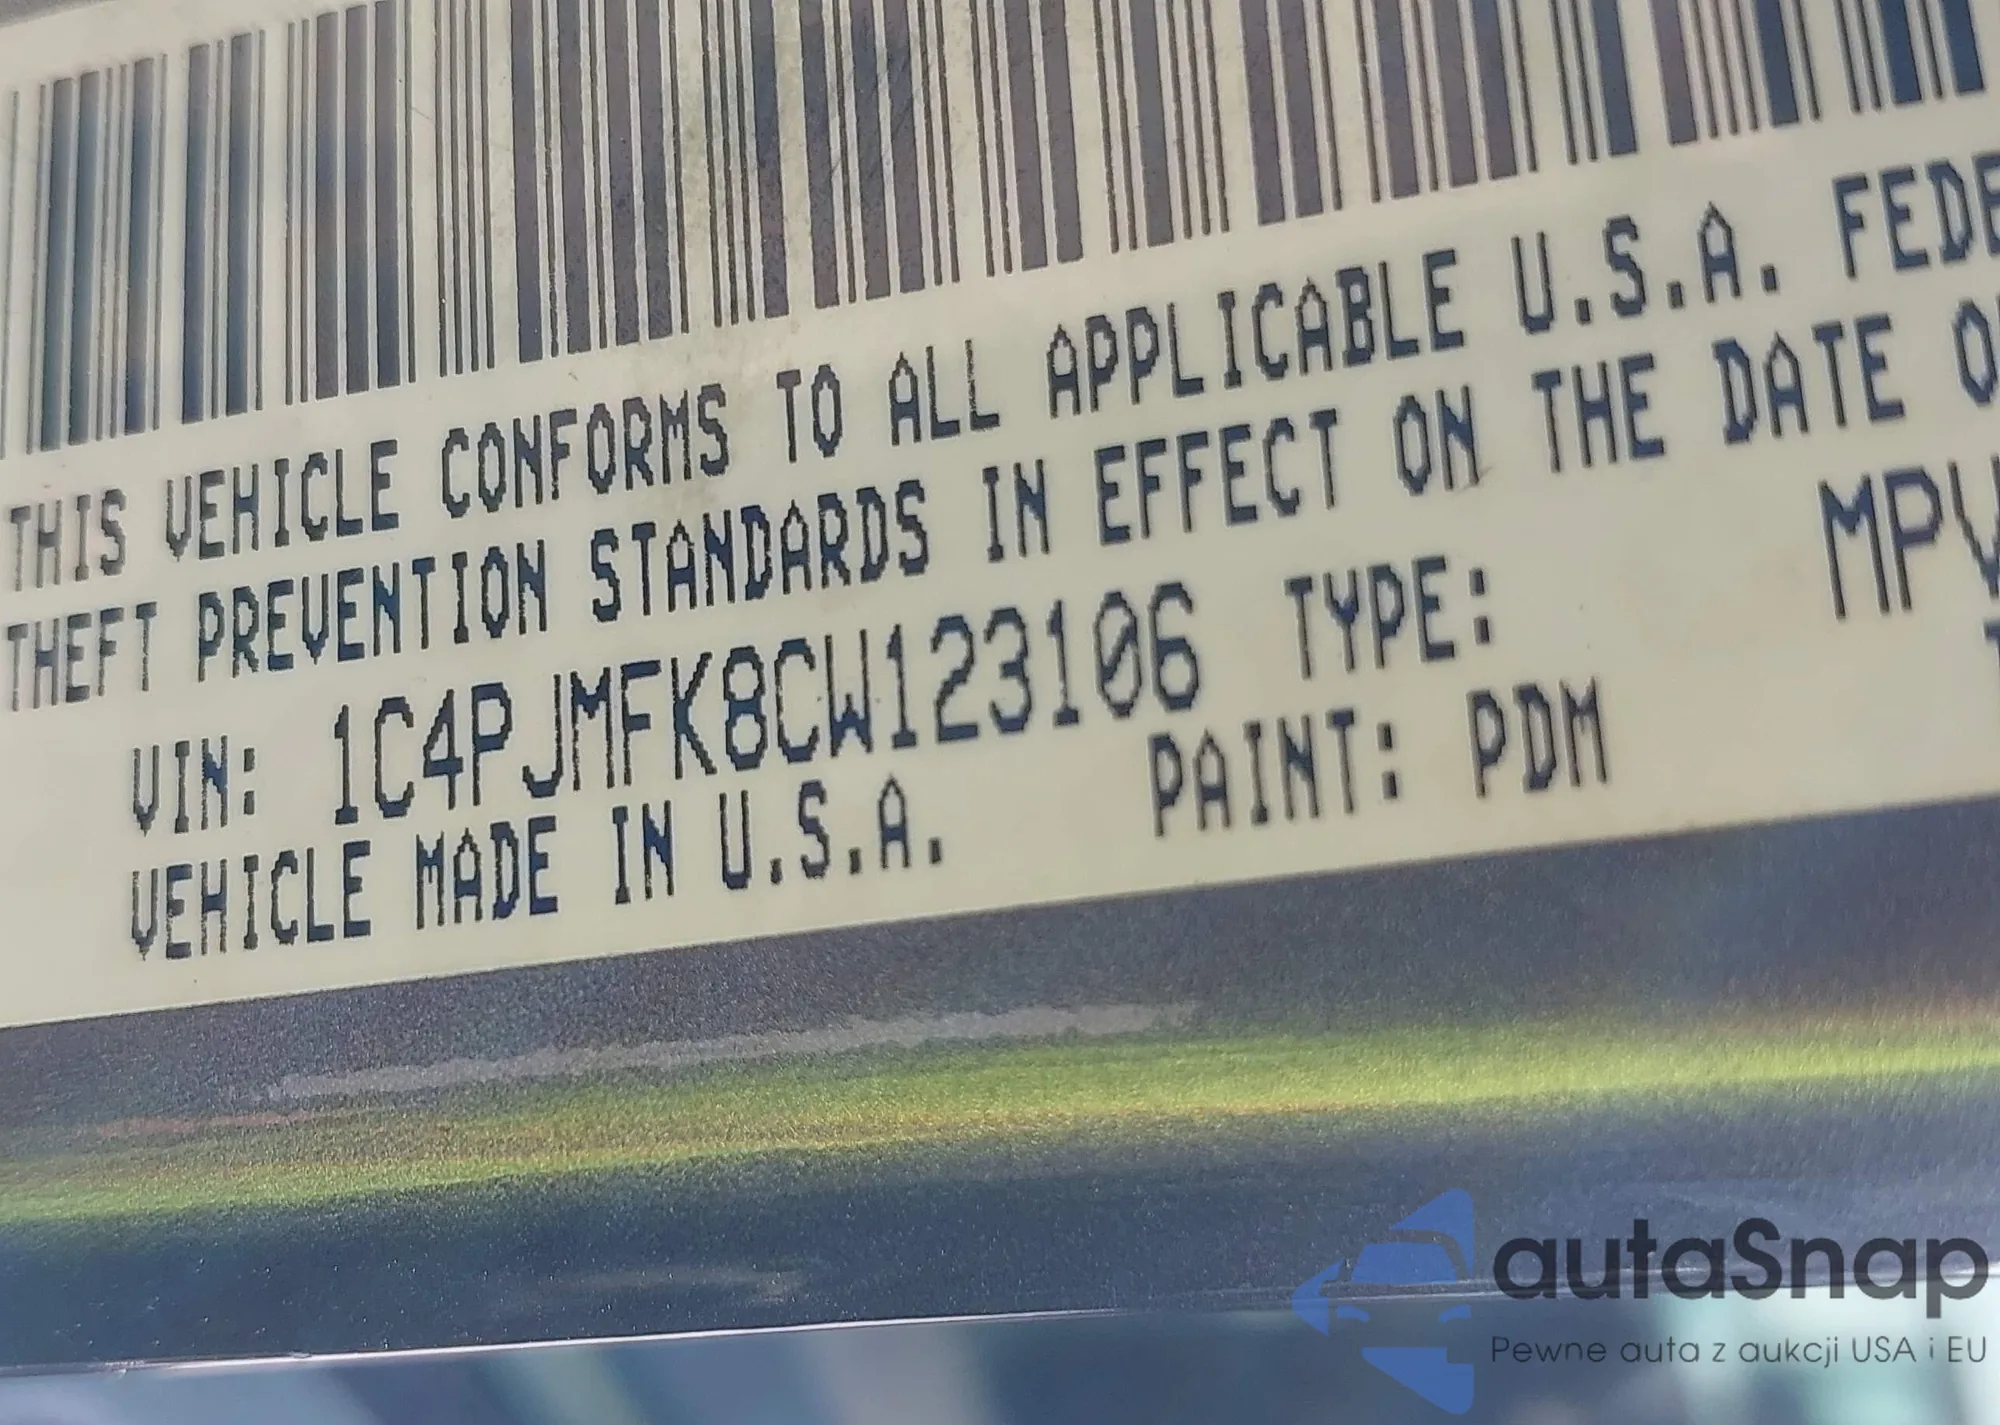 THIS VEHICLE CONFORMS TO ALL APPLICABLE U.S.A. FEDE
THEFT PREVENTION STANDARDS IN EFFECT ON THE DATE O
VIN: 1C4PJMFK8CW123106 TYPE: MPV
VEHICLE MADE IN U.S.A. PAINT: PDM
autaSnap
Pewne auta z aukcji USA i EU